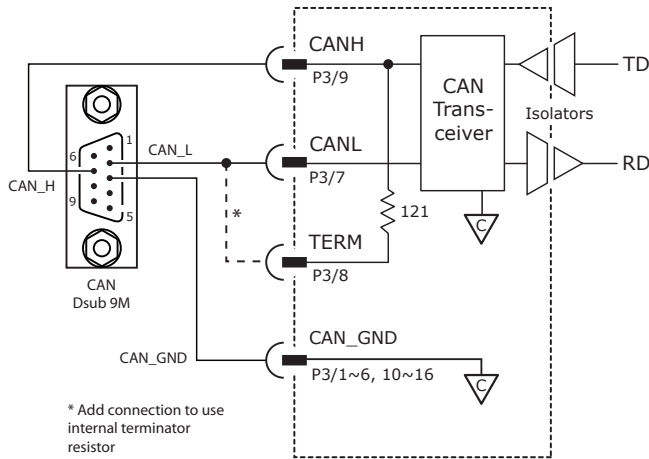 CANH
P3/9
CAN
Trans-
ceiver
TD
Isolators
1
6
CAN_L
CANL
RD
CAN_H
P3/7
9
5
*
121
C
TERM
P3/8
CAN
Dsub 9M
CAN_GND
CAN_GND
P3/1~6, 10~16
C
* Add connection to use
internal terminator
resistor